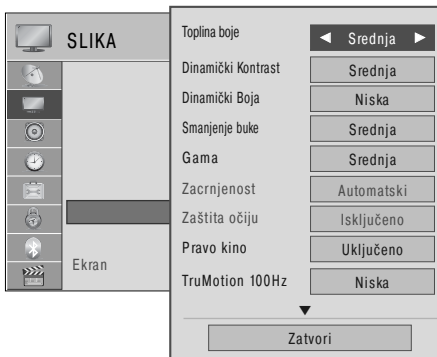 SLIKA
Ekran
Toplina boje ◄ Srednja ►
Dinamički Kontrast Srednja
Dinamički Boja Niska
Smanjenje buke Srednja
Gama Srednja
Zacrnjenost Automatski
Zaštita očiju Isključeno
Pravo kino Uključeno
TruMotion 100Hz Niska
▼
Zatvori